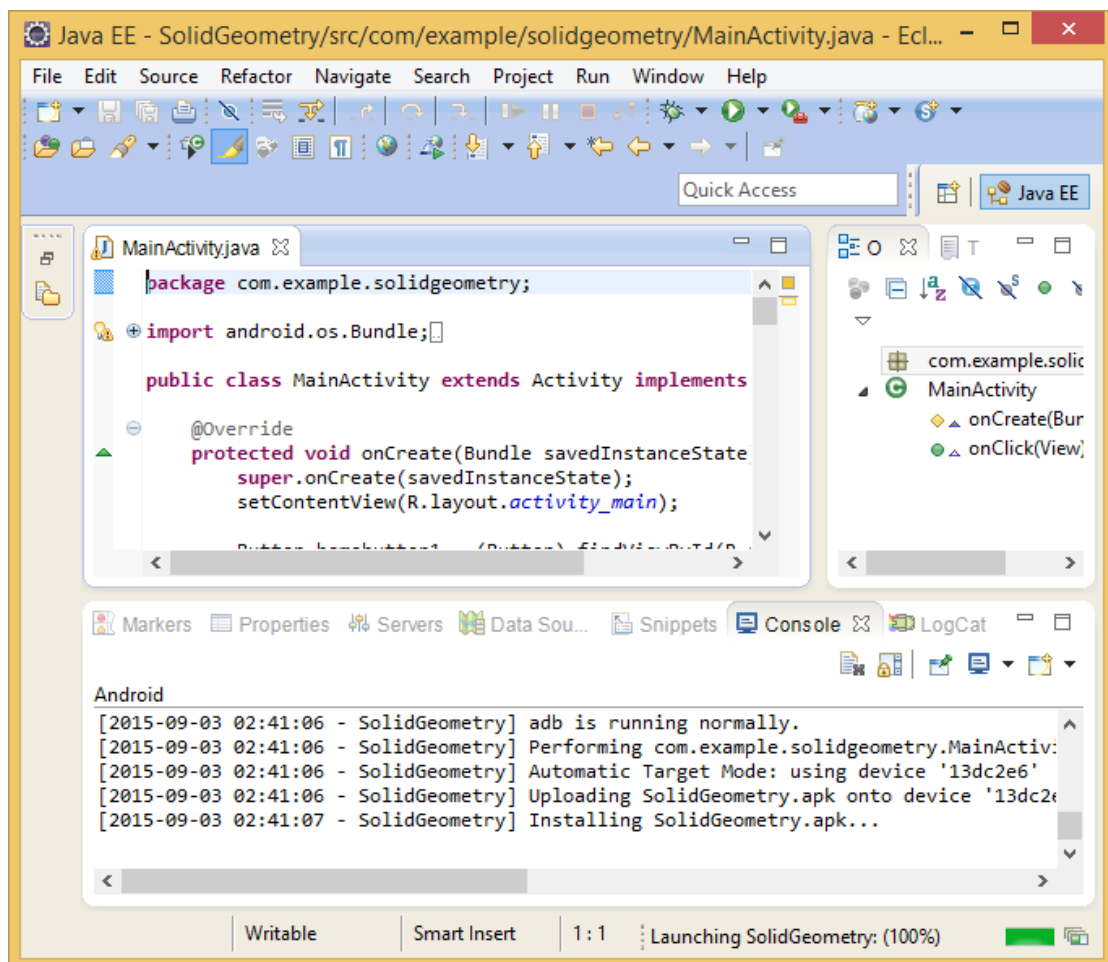 Java EE - SolidGeometry/src/com/example/solidgeometry/MainActivity.java - Ecl...
File Edit Source Refactor Navigate Search Project Run Window Help
Quick Access
Java EE
MainActivity.java
O
T
package com.example.solidgeometry;
import android.os.Bundle;
public class MainActivity extends Activity implements
@Override
protected void onCreate(Bundle savedInstanceState
super.onCreate(savedInstanceState);
setContentView(R.layout.activity_main);
com.example.solid
MainActivity
onCreate(Bun
onClick(View)
Markers Properties Servers Data Sou... Snippets Console LogCat
Android
[2015-09-03 02:41:06 - SolidGeometry] adb is running normally.
[2015-09-03 02:41:06 - SolidGeometry] Performing com.example.solidgeometry.MainActivi
[2015-09-03 02:41:06 - SolidGeometry] Automatic Target Mode: using device '13dc2e6'
[2015-09-03 02:41:06 - SolidGeometry] Uploading SolidGeometry.apk onto device '13dc2e
[2015-09-03 02:41:07 - SolidGeometry] Installing SolidGeometry.apk...
Writable Smart Insert 1 : 1 Launching SolidGeometry: (100%)